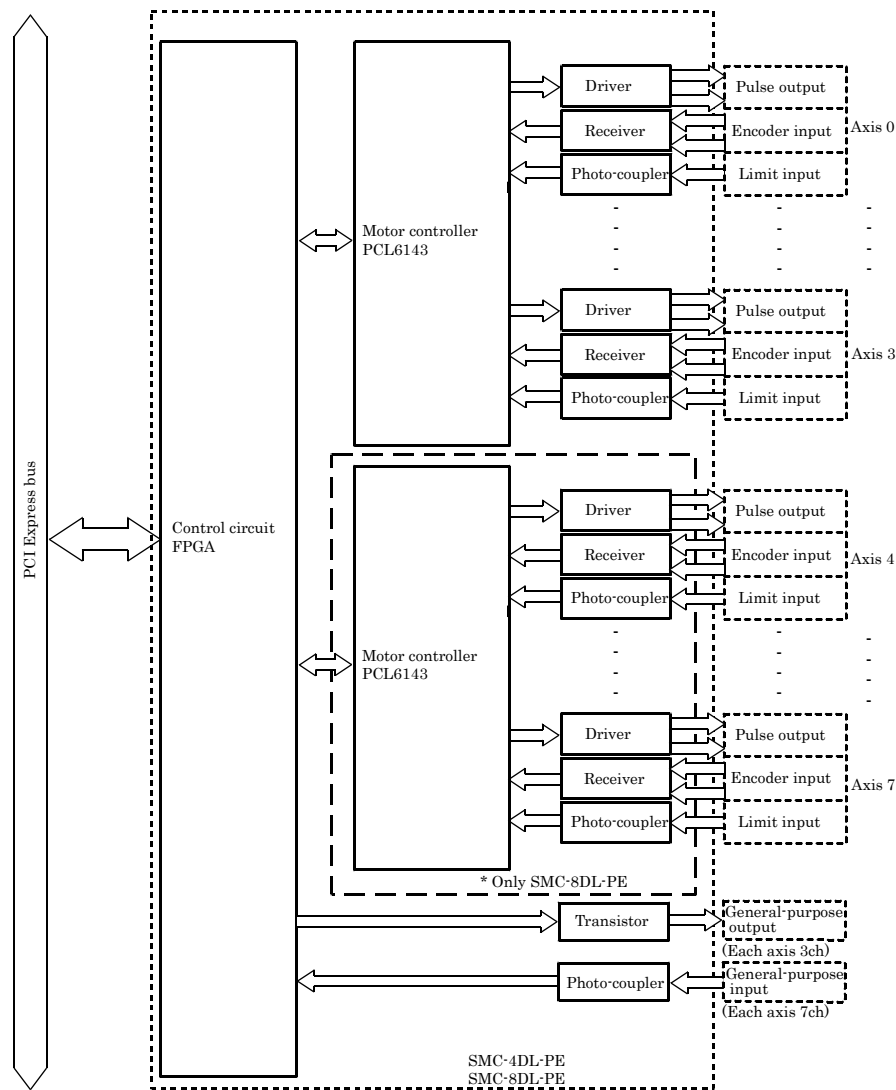 PCI Express bus
Control circuit
FPGA
Motor controller
PCL6143
Driver
Pulse output
Receiver
Encoder input
Axis 0
Photo-coupler
Limit input
Driver
Pulse output
Receiver
Encoder input
Axis 3
Photo-coupler
Limit input
Motor controller
PCL6143
Driver
Pulse output
Receiver
Encoder input
Axis 4
Photo-coupler
Limit input
Driver
Pulse output
Receiver
Encoder input
Axis 7
Photo-coupler
Limit input
* Only SMC-8DL-PE
Transistor
General-purpose
output
(Each axis 3ch)
Photo-coupler
General-purpose
input
(Each axis 7ch)
SMC-4DL-PE
SMC-8DL-PE